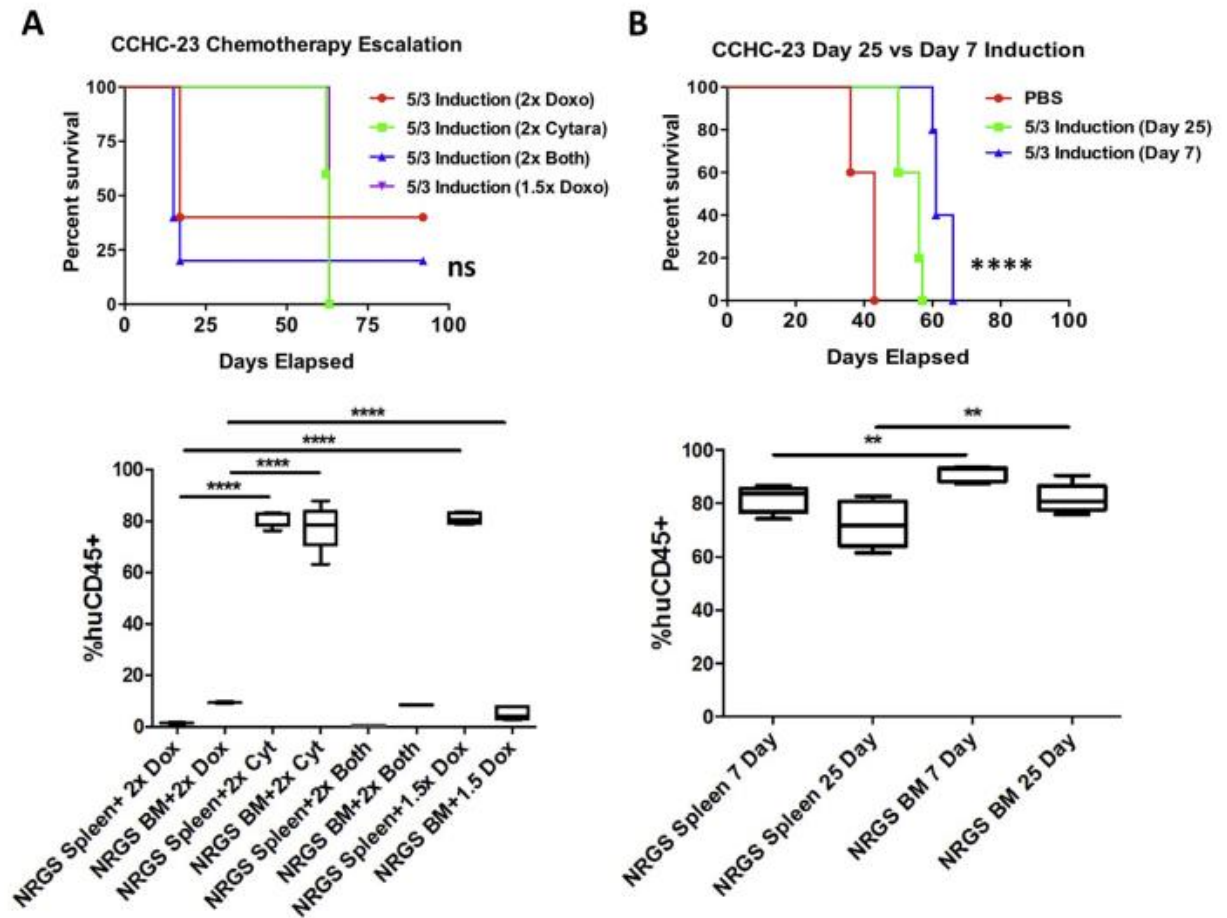 A
CCHC-23 Chemotherapy Escalation
Percent survival
100
75
50
25
0
0 25 50 75 100
Days Elapsed
5/3 Induction (2x Doxo)
5/3 Induction (2x Cytara)
5/3 Induction (2x Both)
5/3 Induction (1.5x Doxo)
ns
B
CCHC-23 Day 25 vs Day 7 Induction
Percent survival
100
80
60
40
20
0
0 20 40 60 80 100
Days Elapsed
PBS
5/3 Induction (Day 25)
5/3 Induction (Day 7)
****
%huCD45+
100
80
60
40
20
0
****
****
****
****
NRGS Spleen+ 2x Dox
NRGS BM+2x Dox
NRGS Spleen+2x Cyt
NRGS BM+2x Cyt
NRGS Spleen+2x Both
NRGS BM+2x Both
NRGS Spleen+1.5x Dox
NRGS BM+1.5 Dox
%huCD45+
100
80
60
40
20
0
**
**
NRGS Spleen 7 Day
NRGS Spleen 25 Day
NRGS BM 7 Day
NRGS BM 25 Day